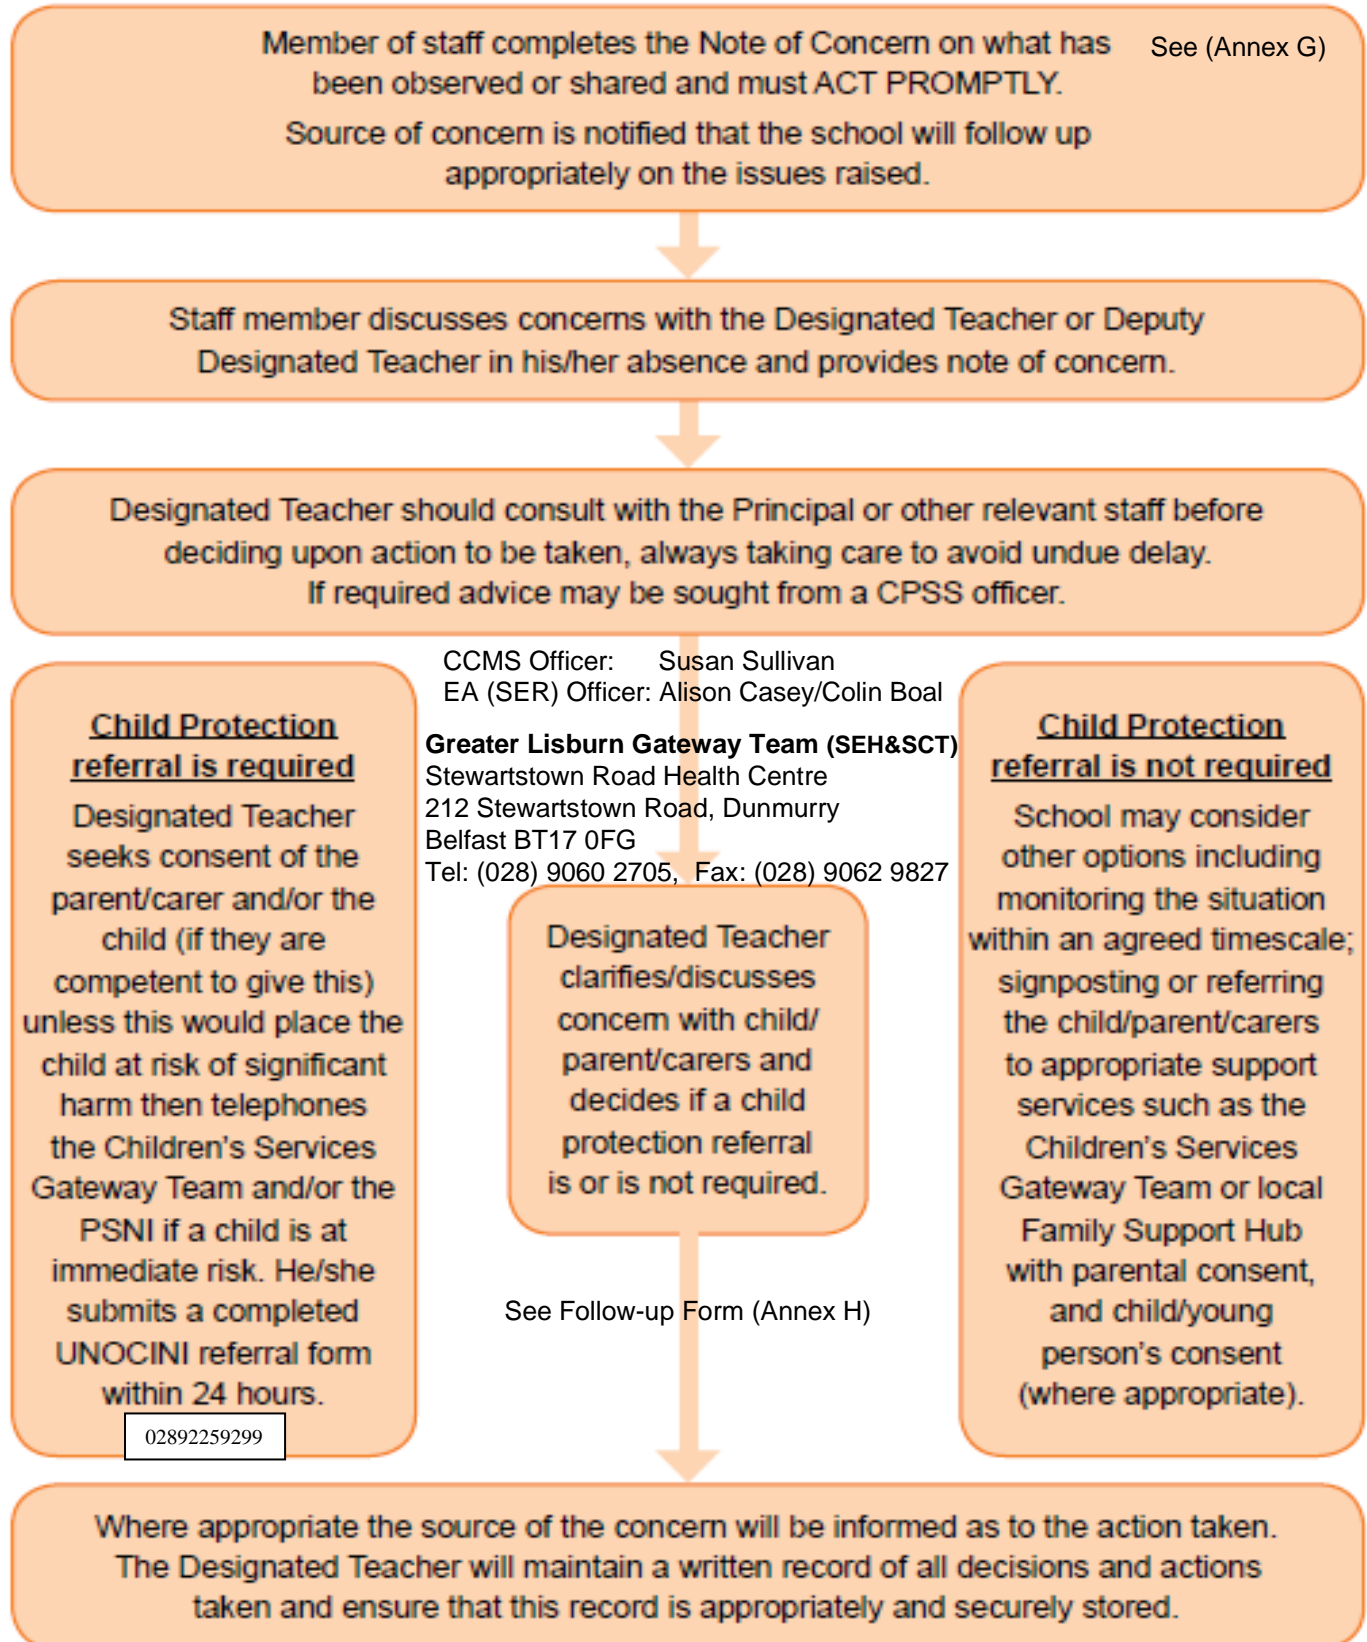 Member of staff completes the Note of Concern on what has
been observed or shared and must ACT PROMPTLY.
See (Annex G)
Source of concern is notified that the school will follow up
appropriately on the issues raised.
Staff member discusses concerns with the Designated Teacher or Deputy
Designated Teacher in his/her absence and provides note of concern.
Designated Teacher should consult with the Principal or other relevant staff before
deciding upon action to be taken, always taking care to avoid undue delay.
If required advice may be sought from a CPSS officer.
CCMS Officer: Susan Sullivan
EA (SER) Officer: Alison Casey/Colin Boal
Greater Lisburn Gateway Team (SEH&SCT)
Stewartstown Road Health Centre
212 Stewartstown Road, Dunmurry
Belfast BT17 0FG
Tel: (028) 9060 2705, Fax: (028) 9062 9827
Child Protection
referral is required
Designated Teacher
seeks consent of the
parent/carer and/or the
child (if they are
competent to give this)
unless this would place the
child at risk of significant
harm then telephones
the Children's Services
Gateway Team and/or the
PSNI if a child is at
immediate risk. He/she
submits a completed
UNOCINI referral form
within 24 hours.
02892259299
Designated Teacher
clarifies/discusses
concern with child/
parent/carers and
decides if a child
protection referral
is or is not required.
See Follow-up Form (Annex H)
Child Protection
referral is not required
School may consider
other options including
monitoring the situation
within an agreed timescale;
signposting or referring
the child/parent/carers
to appropriate support
services such as the
Children's Services
Gateway Team or local
Family Support Hub
with parental consent,
and child/young
person's consent
(where appropriate).
Where appropriate the source of the concern will be informed as to the action taken.
The Designated Teacher will maintain a written record of all decisions and actions
taken and ensure that this record is appropriately and securely stored.